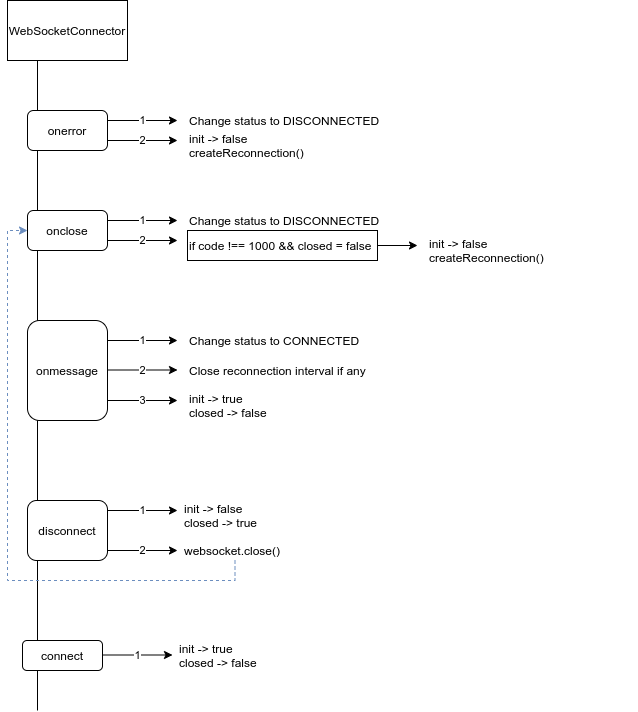 WebSocketConnector
onerror
1
Change status to DISCONNECTED
2
init -> false
createReconnection()
onclose
1
Change status to DISCONNECTED
2
if code !== 1000 && closed = false
init -> false
createReconnection()
onmessage
1
Change status to CONNECTED
2
Close reconnection interval if any
3
init -> true
closed -> false
disconnect
1
init -> false
closed -> true
2
websocket.close()
connect
1
init -> true
closed -> false